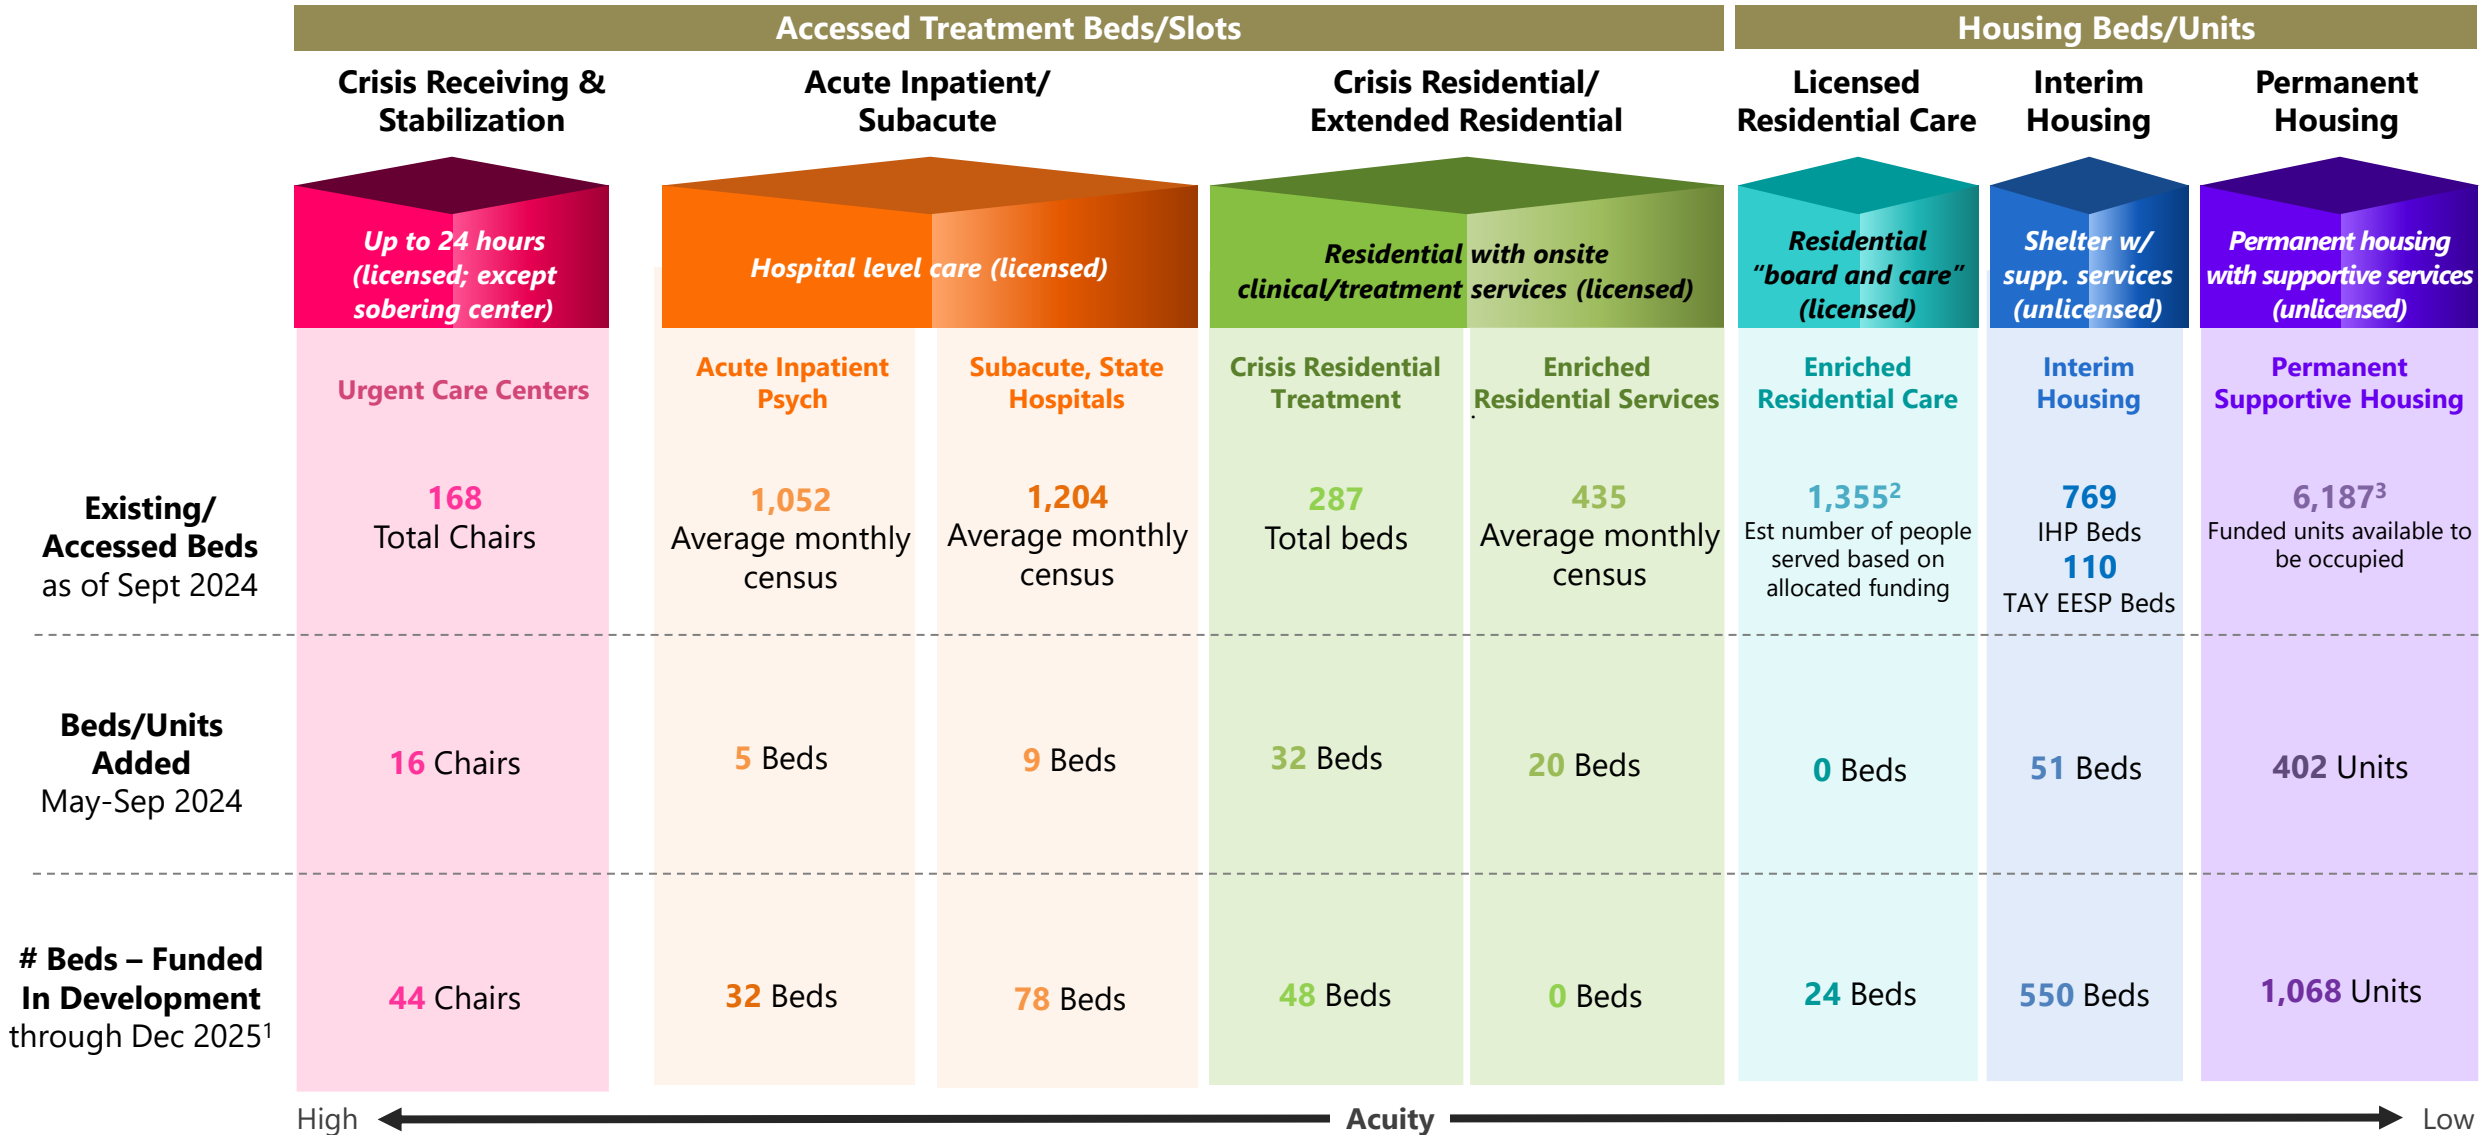 Accessed Treatment Beds/Slots
Housing Beds/Units
Crisis Receiving &
Stabilization
Acute Inpatient/
Subacute
Crisis Residential/
Extended Residential
Licensed
Residential Care
Interim
Housing
Permanent
Housing
Up to 24 hours
(licensed; except
sobering center)
Hospital level care (licensed)
Residential with onsite
clinical/treatment services (licensed)
Residential
“board and care”
(licensed)
Shelter w/
supp. services
(unlicensed)
Permanent housing
with supportive services
(unlicensed)
Urgent Care Centers
Acute Inpatient
Psych
Subacute, State
Hospitals
Crisis Residential
Treatment
Enriched
Residential Services
Enriched
Residential Care
Interim
Housing
Permanent
Supportive Housing
Existing/
Accessed Beds
as of Sept 2024
168
Total Chairs
1,052
Average monthly
census
1,204
Average monthly
census
287
Total beds
435
Average monthly
census
1,355²
Est number of people
served based on
allocated funding
769
IHP Beds
110
TAY EESP Beds
6,187³
Funded units available to
be occupied
Beds/Units
Added
May-Sep 2024
16 Chairs
5 Beds
9 Beds
32 Beds
20 Beds
0 Beds
51 Beds
402 Units
# Beds – Funded
In Development
through Dec 2025¹
44 Chairs
32 Beds
78 Beds
48 Beds
0 Beds
24 Beds
550 Beds
1,068 Units
High
Acuity
Low